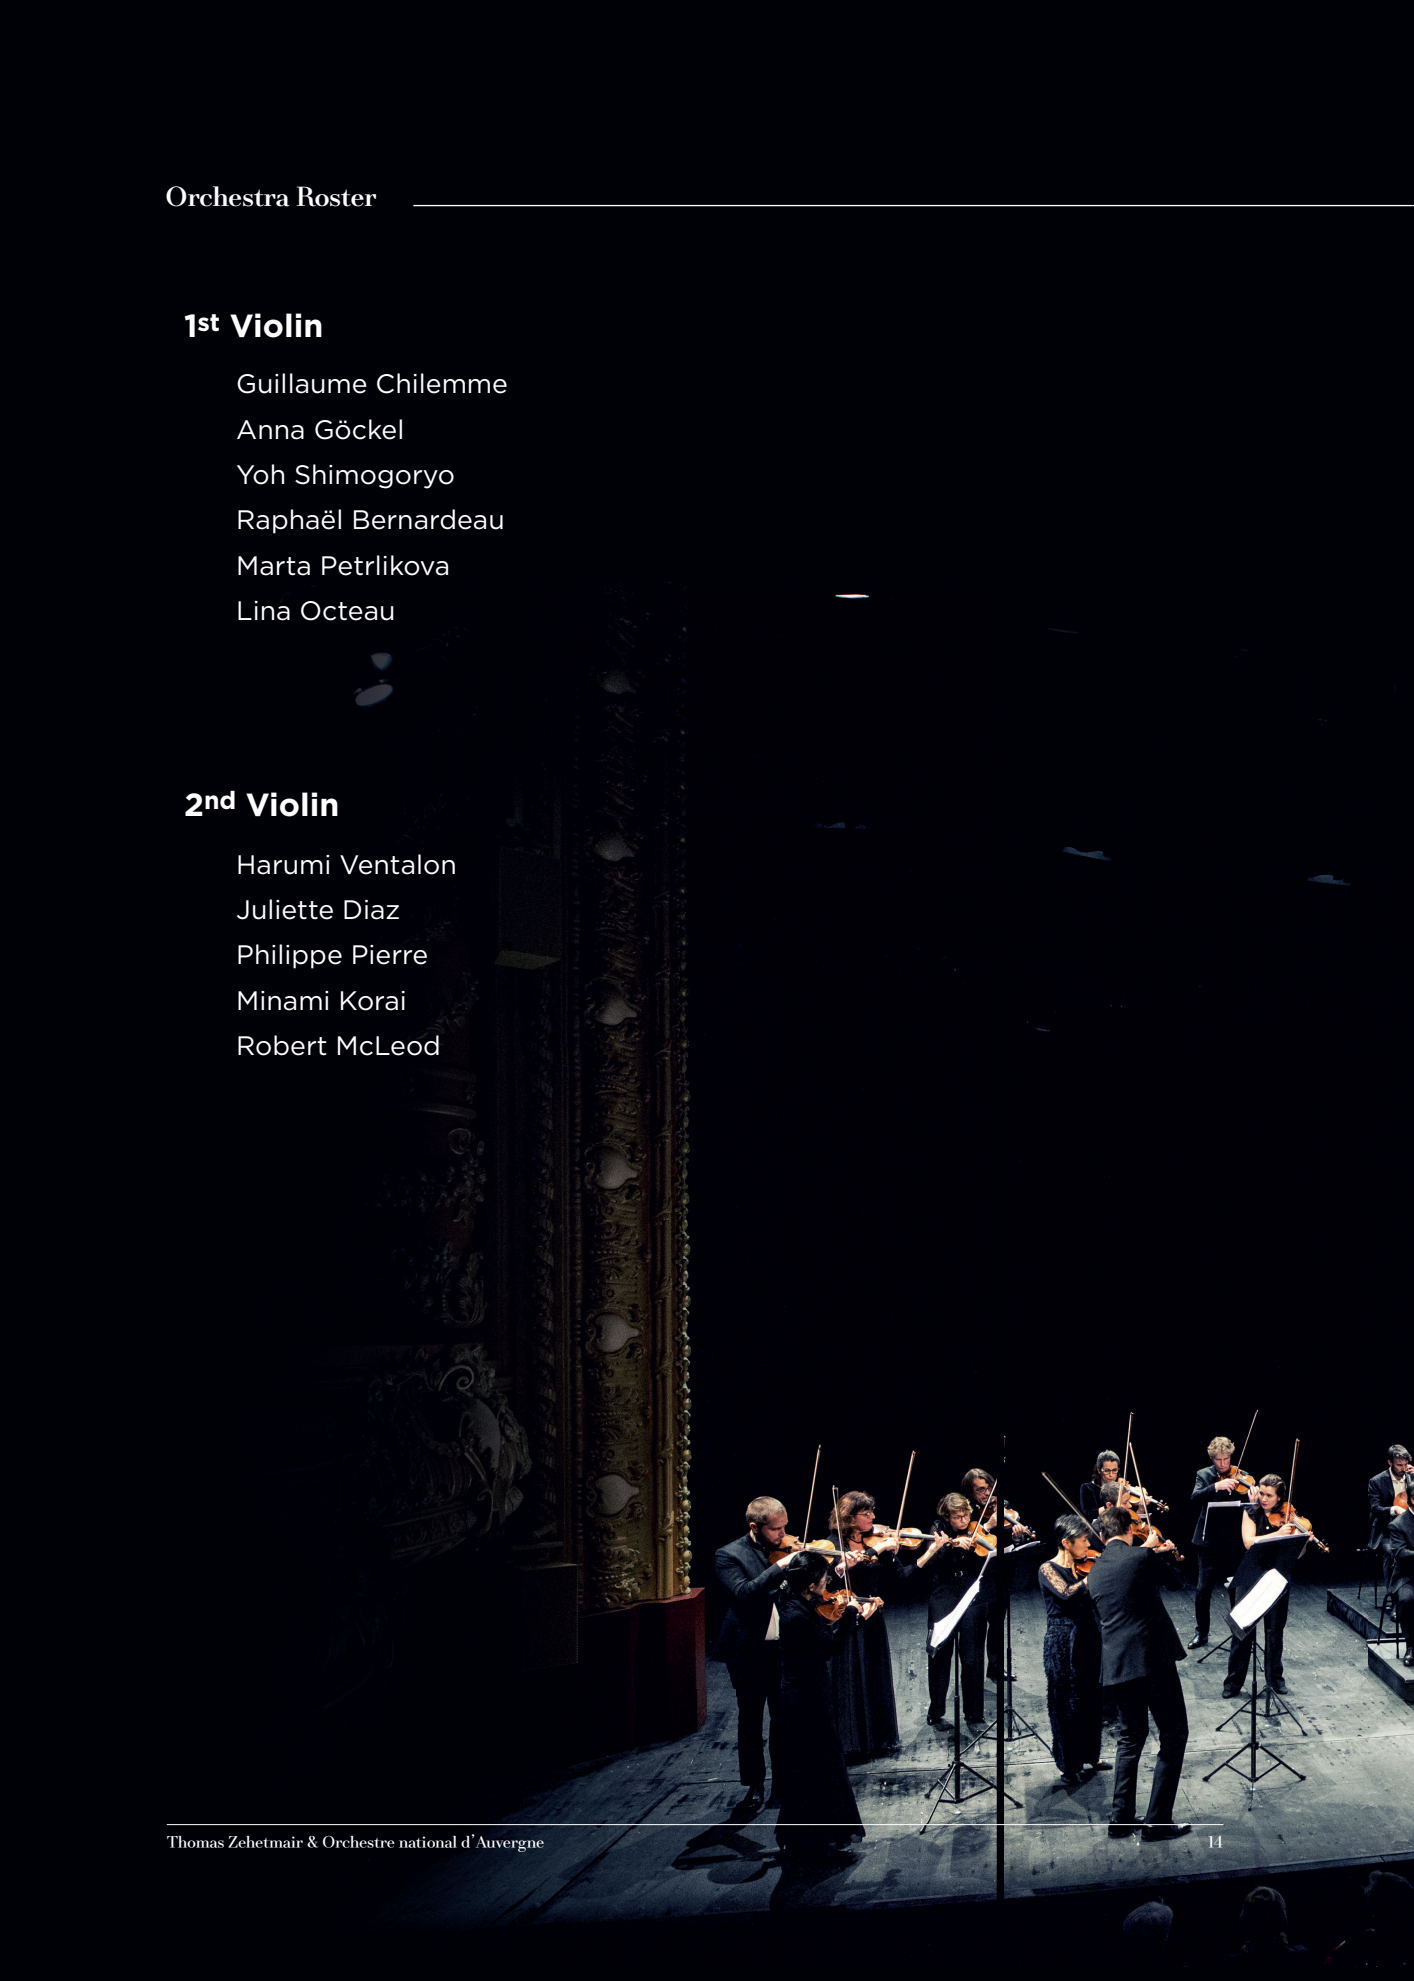 Orchestra Roster
1st Violin
Guillaume Chilemme
Anna Göckel
Yoh Shimogoryo
Raphaël Bernardeau
Marta Petrlikova
Lina Octeau
2nd Violin
Harumi Ventalon
Juliette Diaz
Philippe Pierre
Minami Korai
Robert McLeod
Thomas Zehetmair & Orchestre national d’Auvergne
14